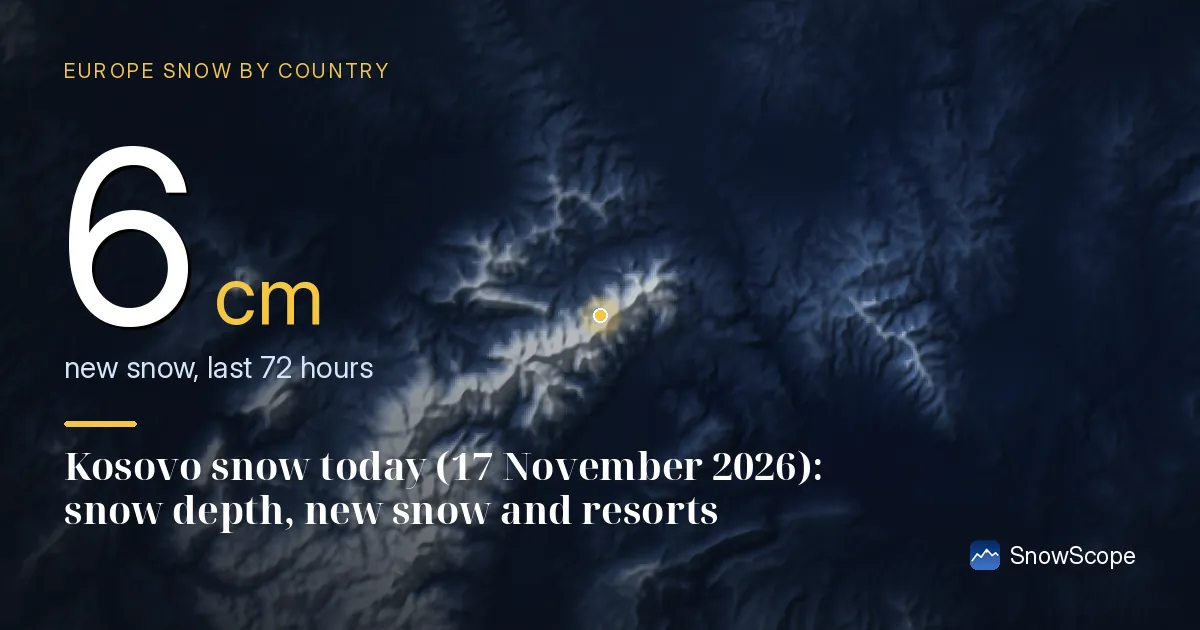 EUROPE SNOW BY COUNTRY
6 cm
new snow, last 72 hours
Kosovo snow today (17 November 2026):
snow depth, new snow and resorts
SnowScope